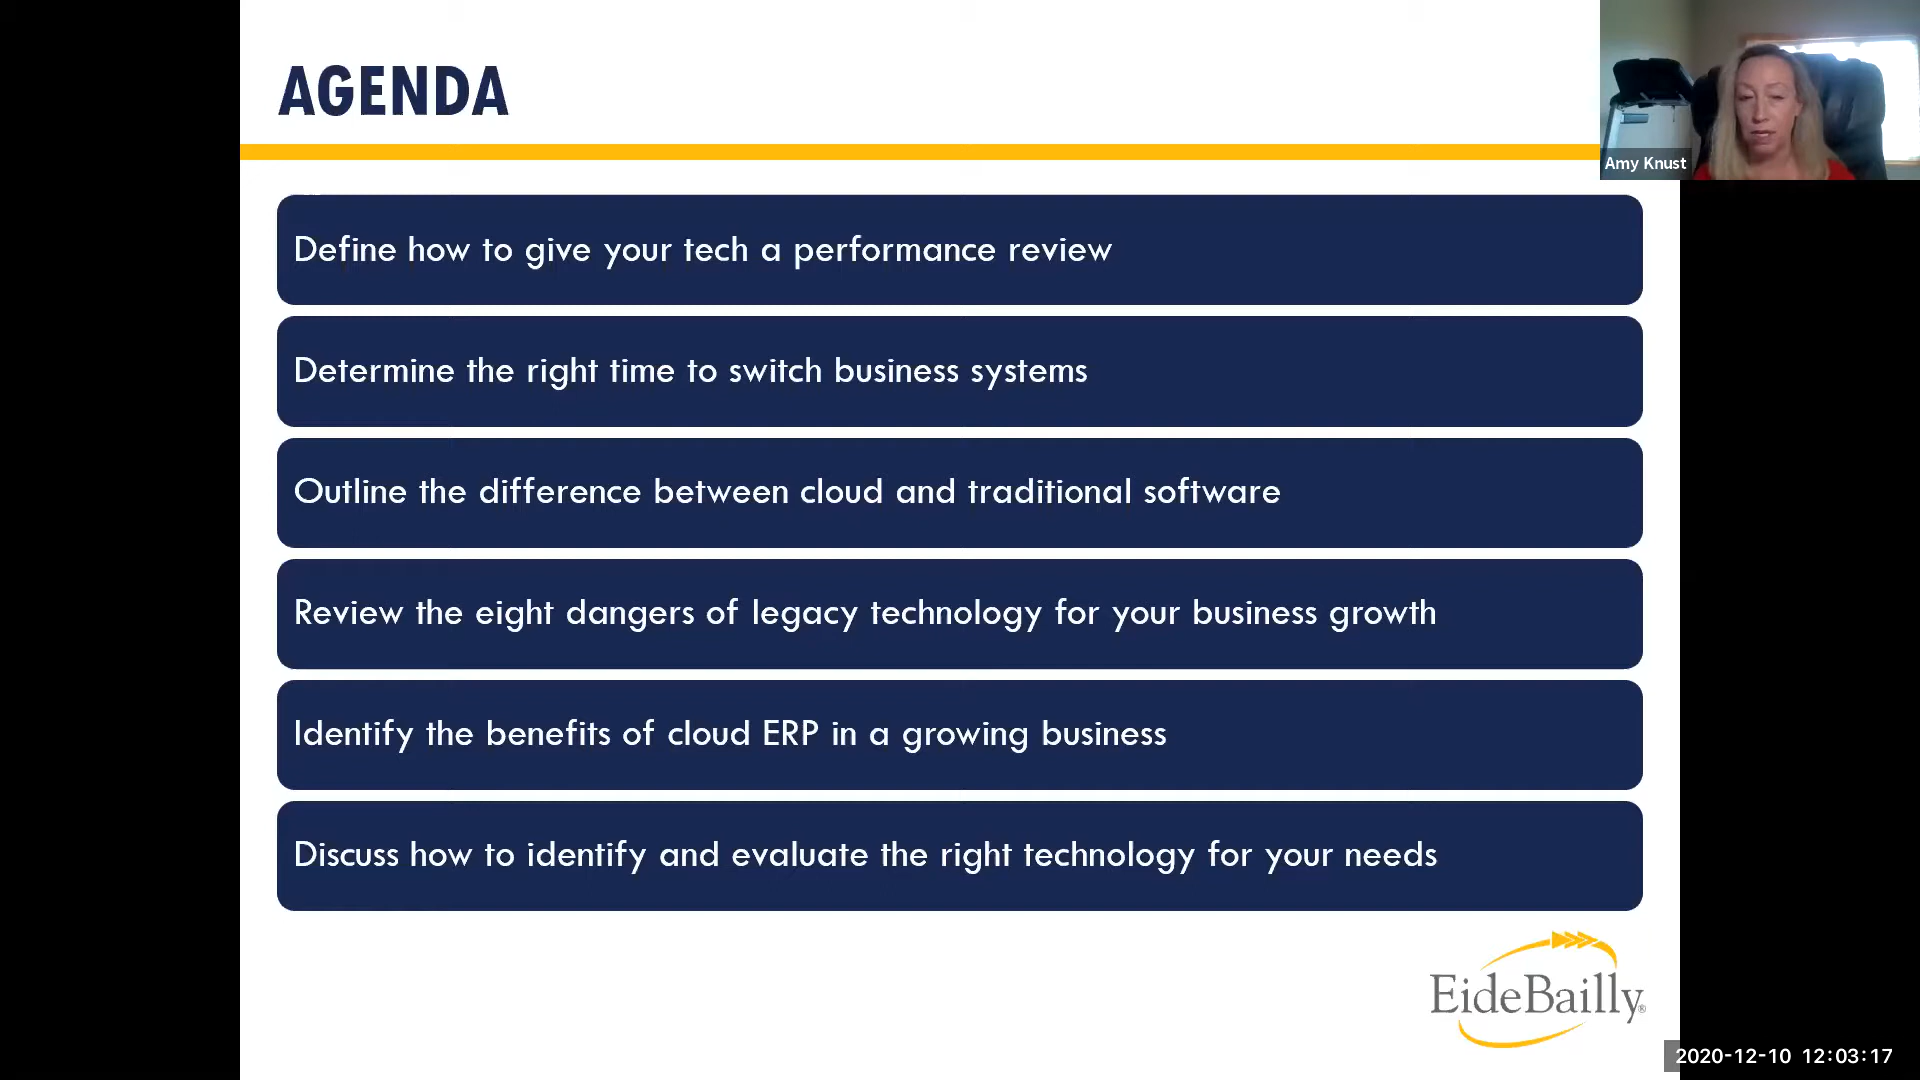 AGENDA
Amy Knust
Define how to give your tech a performance review
Determine the right time to switch business systems
Outline the difference between cloud and traditional software
Review the eight dangers of legacy technology for your business growth
Identify the benefits of cloud ERP in a growing business
Discuss how to identify and evaluate the right technology for your needs
EideBailly®
2020-12-10 12:03:17